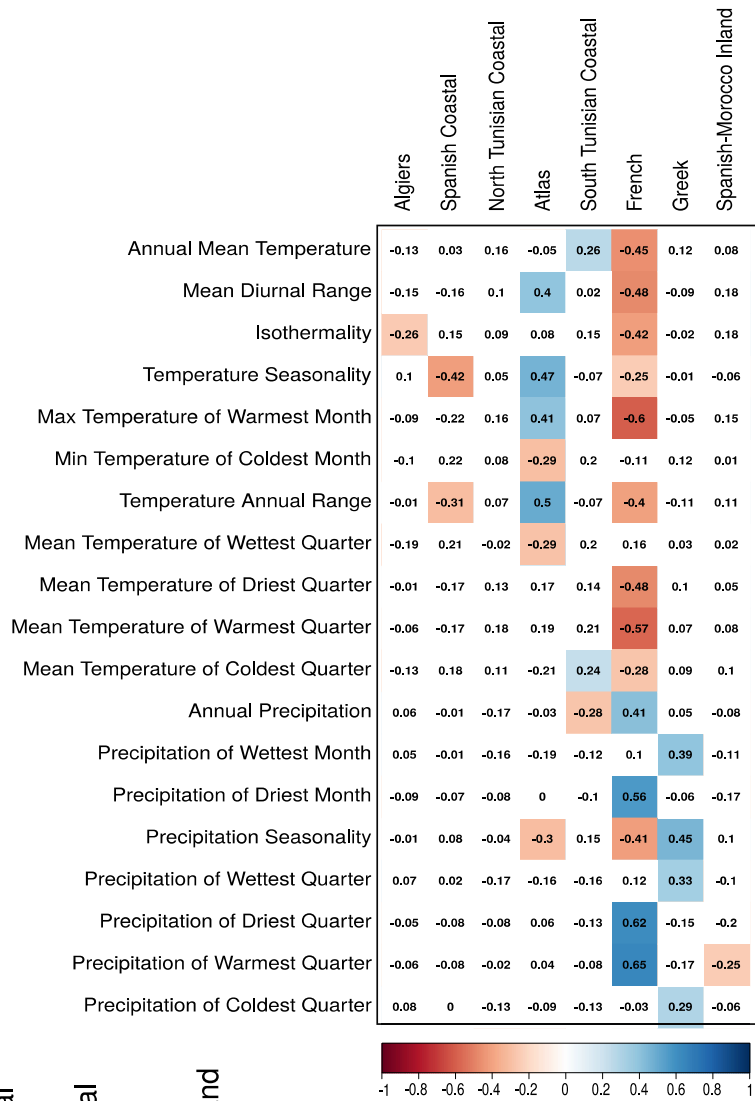 Algiers
Spanish Coastal
North Tunisian Coastal
Atlas
South Tunisian Coastal
French
Greek
Spanish-Morocco Inland
Annual Mean Temperature -0.13 0.03 0.16 -0.05 0.26 -0.45 0.12 0.08
Mean Diurnal Range -0.15 -0.16 0.1 0.4 0.02 -0.48 -0.09 0.18
Isothermality -0.26 0.15 0.09 0.08 0.15 -0.42 -0.02 0.18
Temperature Seasonality 0.1 -0.42 0.05 0.47 -0.07 -0.25 -0.01 -0.06
Max Temperature of Warmest Month -0.09 -0.22 0.16 0.41 0.07 -0.6 -0.05 0.15
Min Temperature of Coldest Month -0.1 0.22 0.08 -0.29 0.2 -0.11 0.12 0.01
Temperature Annual Range -0.01 -0.31 0.07 0.5 -0.07 -0.4 -0.11 0.11
Mean Temperature of Wettest Quarter -0.19 0.21 -0.02 -0.29 0.2 0.16 0.03 0.02
Mean Temperature of Driest Quarter -0.01 -0.17 0.13 0.17 0.14 -0.48 0.1 0.05
Mean Temperature of Warmest Quarter -0.06 -0.17 0.18 0.19 0.21 -0.57 0.07 0.08
Mean Temperature of Coldest Quarter -0.13 0.18 0.11 -0.21 0.24 -0.28 0.09 0.1
Annual Precipitation 0.06 -0.01 -0.17 -0.03 -0.28 0.41 0.05 -0.08
Precipitation of Wettest Month 0.05 -0.01 -0.16 -0.19 -0.12 0.1 0.39 -0.11
Precipitation of Driest Month -0.09 -0.07 -0.08 0 -0.1 0.56 -0.06 -0.17
Precipitation Seasonality -0.01 0.08 -0.04 -0.3 0.15 -0.41 0.45 0.1
Precipitation of Wettest Quarter 0.07 0.02 -0.17 -0.16 -0.16 0.12 0.33 -0.1
Precipitation of Driest Quarter -0.05 -0.08 -0.08 0.06 -0.13 0.62 -0.15 -0.2
Precipitation of Warmest Quarter -0.06 -0.08 -0.02 0.04 -0.08 0.65 -0.17 -0.25
Precipitation of Coldest Quarter 0.08 0 -0.13 -0.09 -0.13 -0.03 0.29 -0.06
-1 -0.8 -0.6 -0.4 -0.2 0 0.2 0.4 0.6 0.8 1